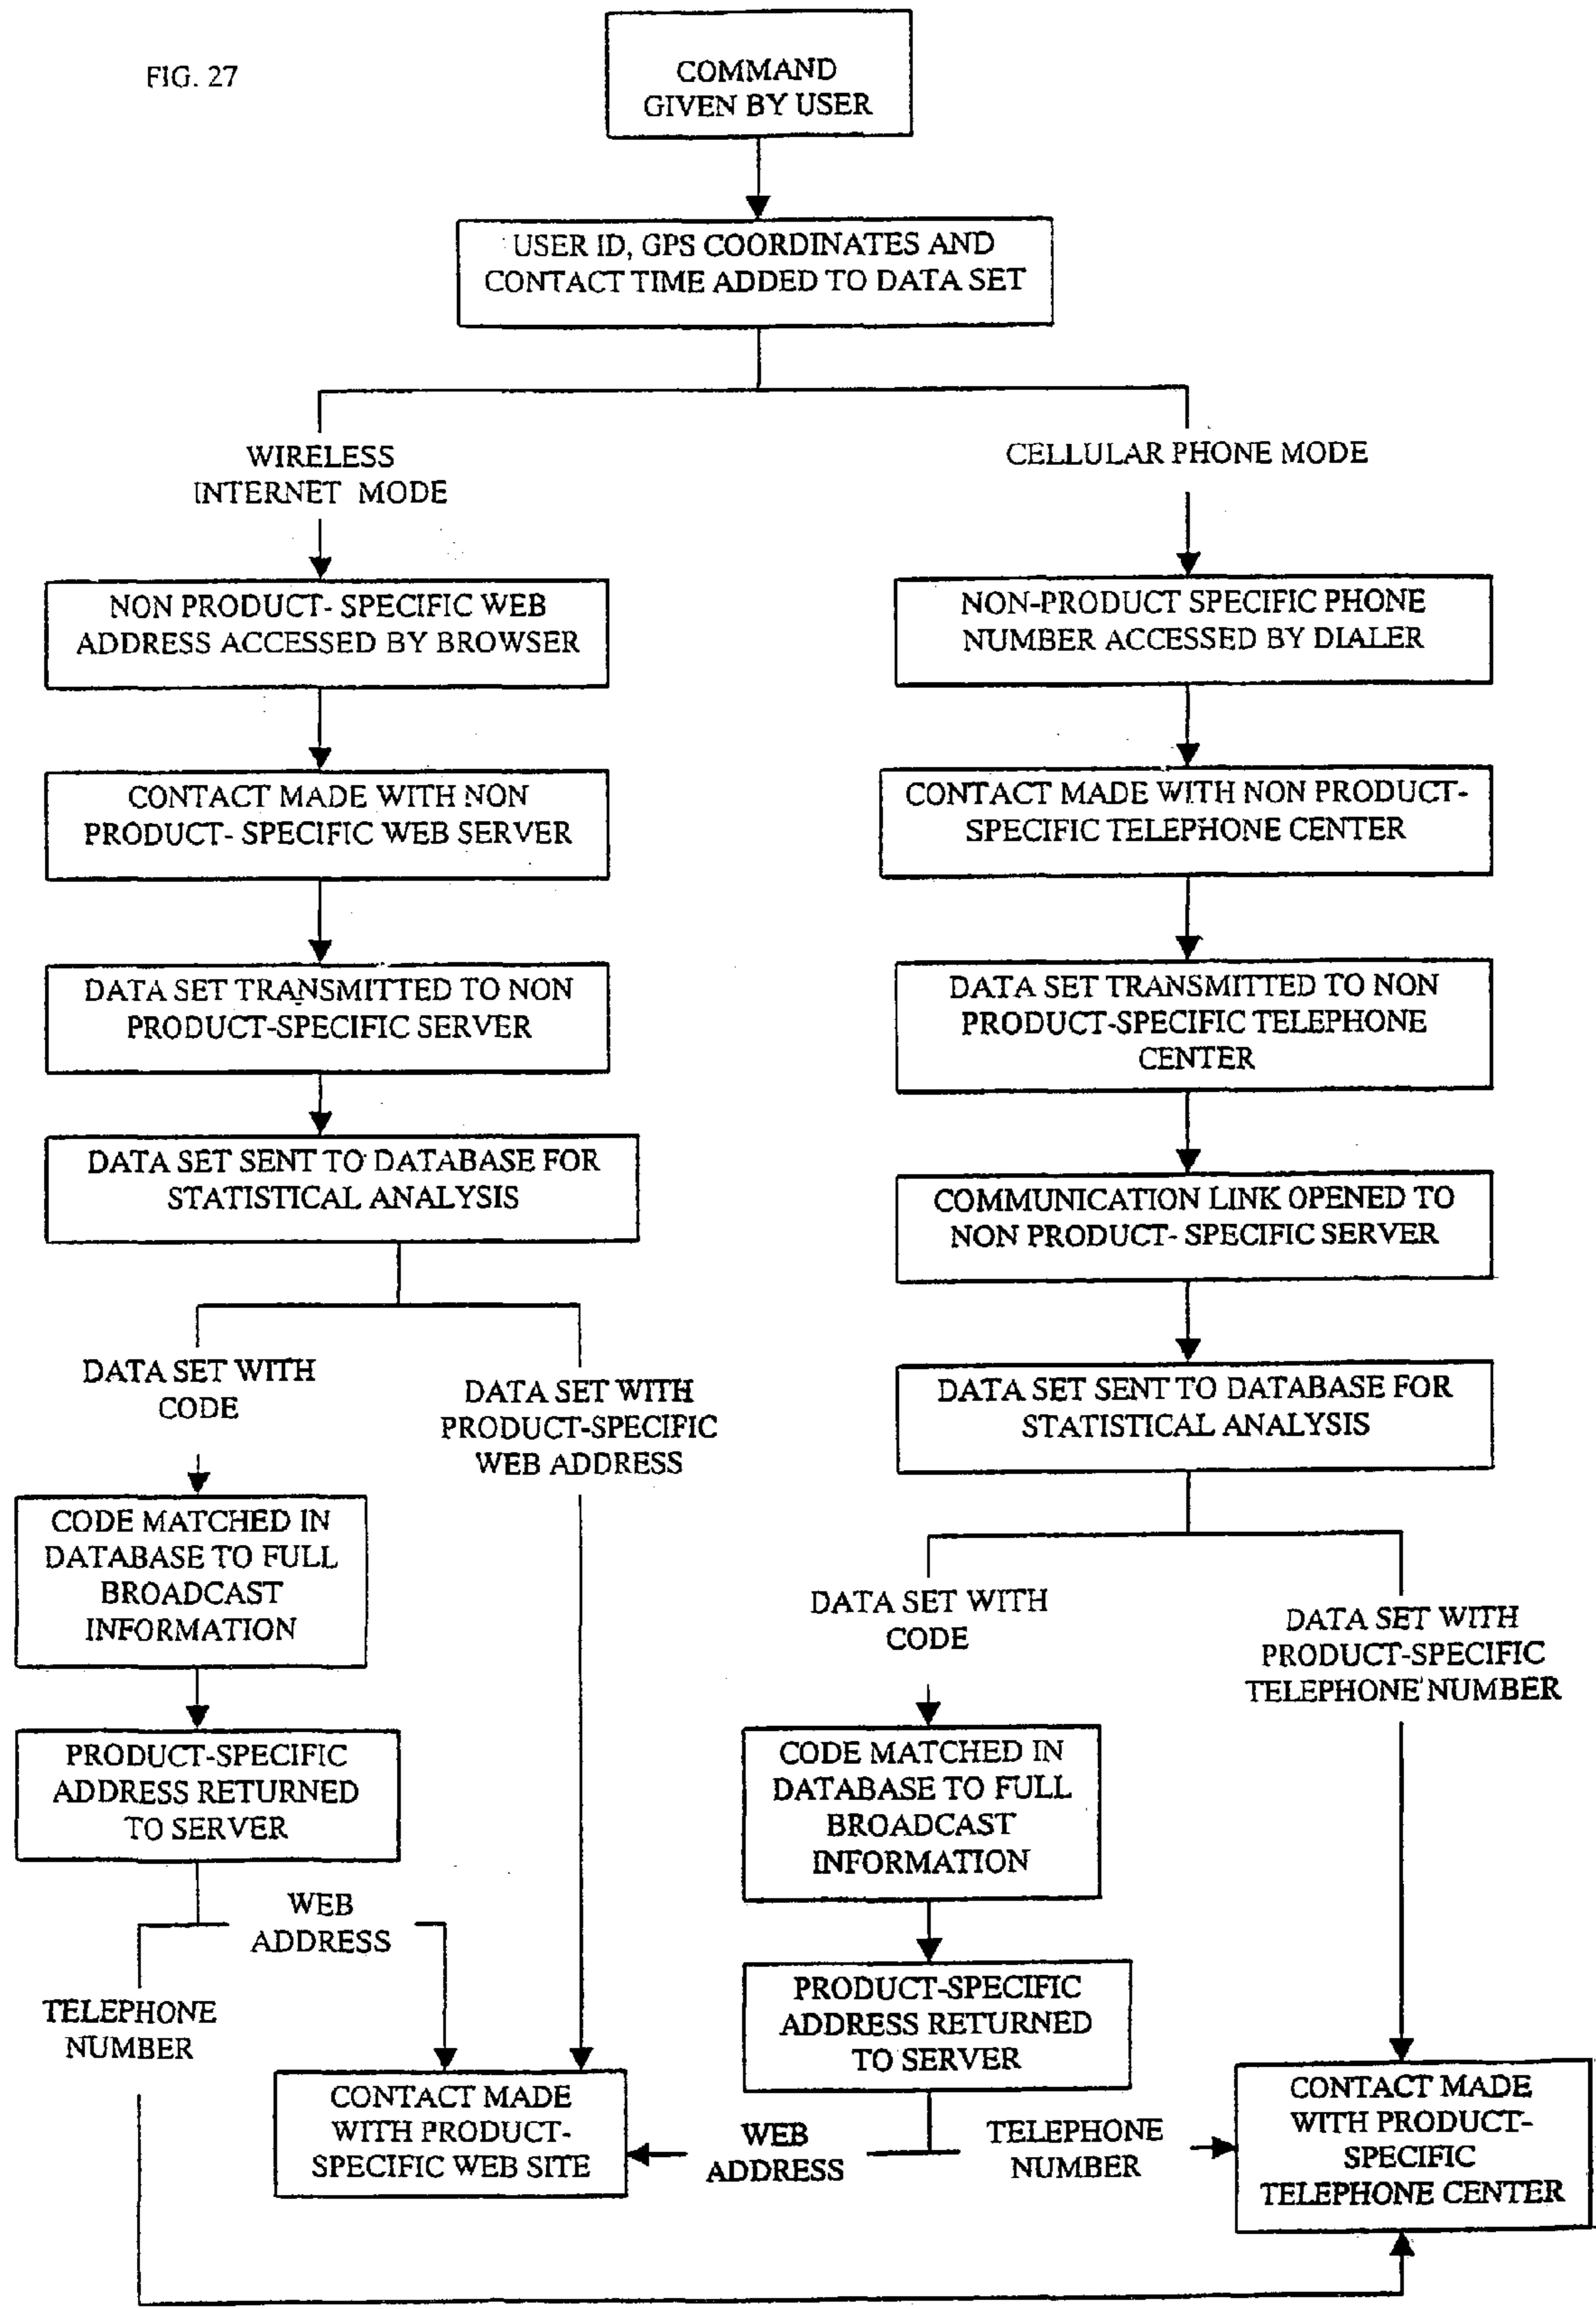 FIG. 27
COMMAND
GIVEN BY USER
USER ID, GPS COORDINATES AND
CONTACT TIME ADDED TO DATA SET
WIRELESS
INTERNET MODE
NON PRODUCT- SPECIFIC WEB
ADDRESS ACCESSED BY BROWSER
CONTACT MADE WITH NON
PRODUCT- SPECIFIC WEB SERVER
DATA SET TRANSMITTED TO NON
PRODUCT-SPECIFIC SERVER
DATA SET SENT TO DATABASE FOR
STATISTICAL ANALYSIS
DATA SET WITH
CODE
DATA SET WITH
PRODUCT-SPECIFIC
WEB ADDRESS
CODE MATCHED IN
DATABASE TO FULL
BROADCAST
INFORMATION
PRODUCT-SPECIFIC
ADDRESS RETURNED
TO SERVER
WEB
ADDRESS
TELEPHONE
NUMBER
CONTACT MADE
WITH PRODUCT-
SPECIFIC WEB SITE
CELLULAR PHONE MODE
NON-PRODUCT SPECIFIC PHONE
NUMBER ACCESSED BY DIALER
CONTACT MADE WITH NON PRODUCT-
SPECIFIC TELEPHONE CENTER
DATA SET TRANSMITTED TO NON
PRODUCT-SPECIFIC TELEPHONE
CENTER
COMMUNICATION LINK OPENED TO
NON PRODUCT- SPECIFIC SERVER
DATA SET SENT TO DATABASE FOR
STATISTICAL ANALYSIS
DATA SET WITH
CODE
DATA SET WITH
PRODUCT-SPECIFIC
TELEPHONE NUMBER
CODE MATCHED IN
DATABASE TO FULL
BROADCAST
INFORMATION
PRODUCT-SPECIFIC
ADDRESS RETURNED
TO SERVER
WEB
ADDRESS
TELEPHONE
NUMBER
CONTACT MADE
WITH PRODUCT-
SPECIFIC
TELEPHONE CENTER